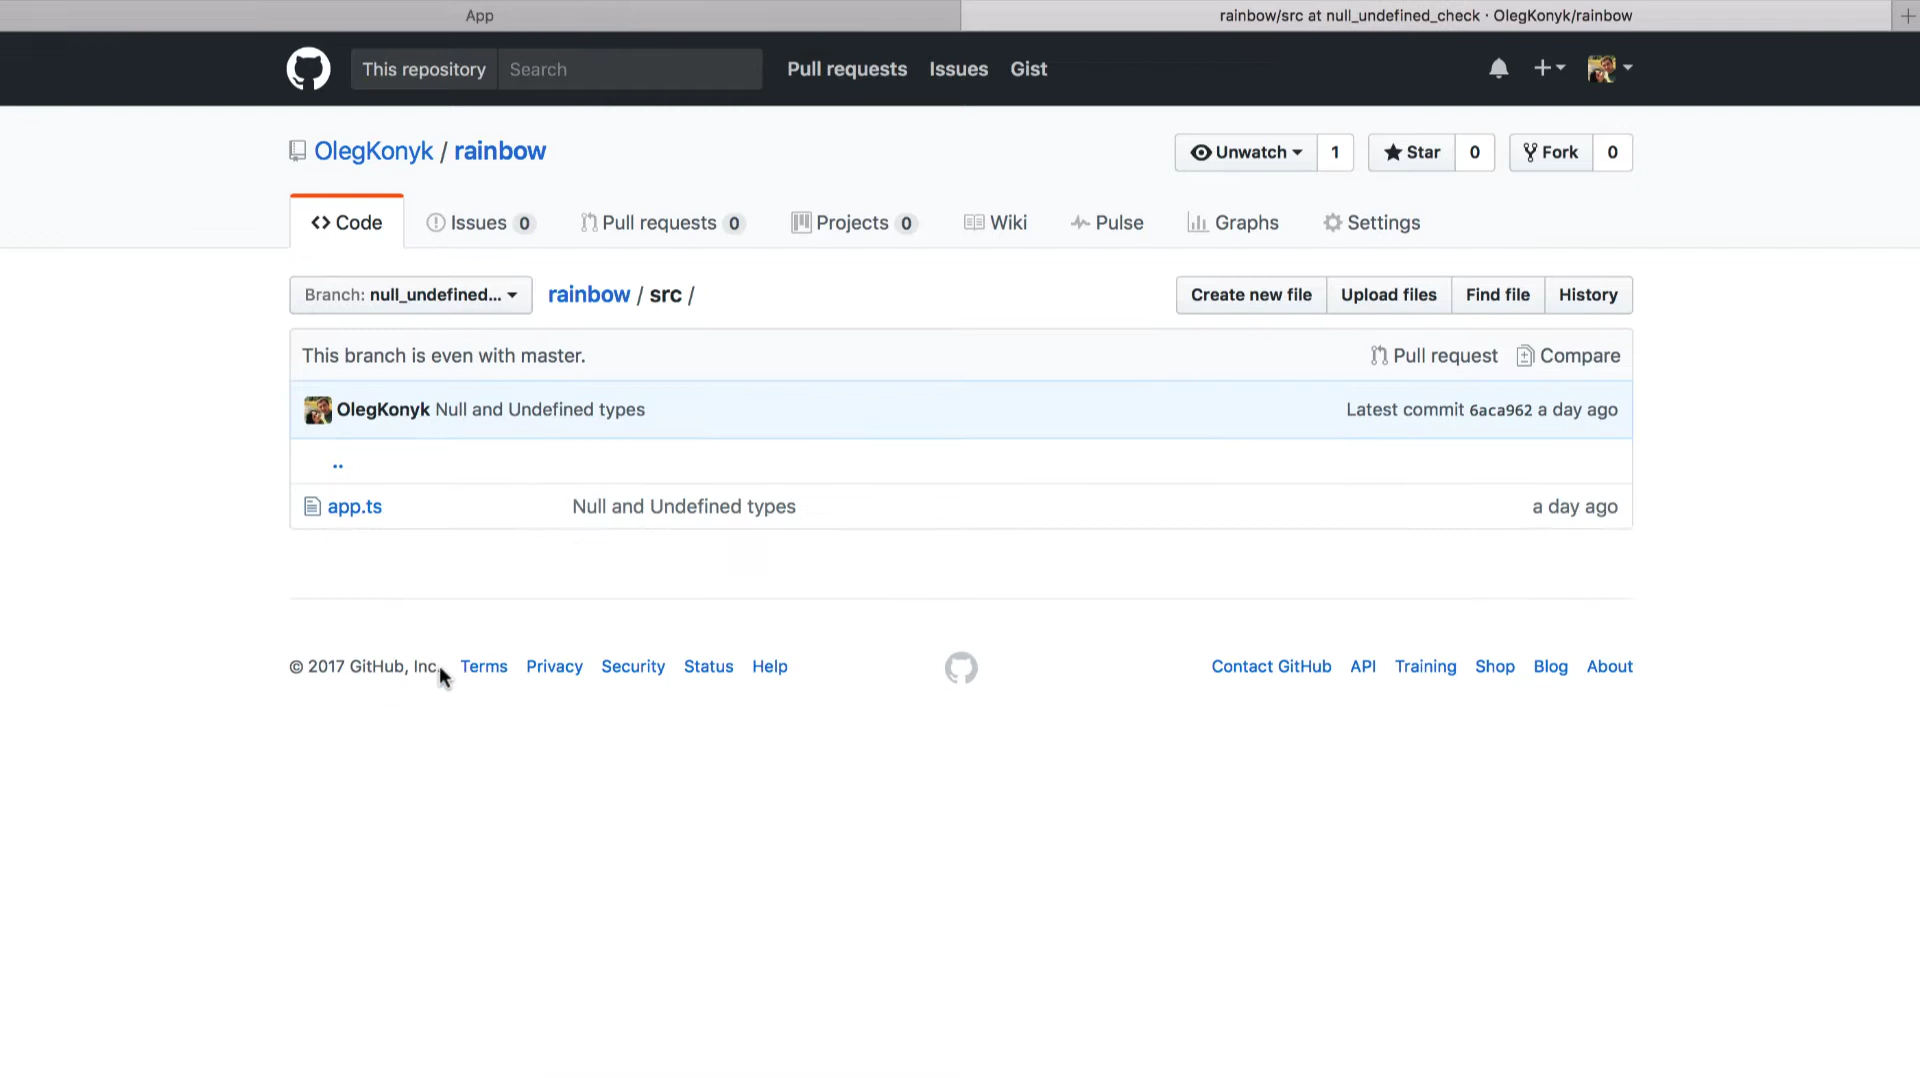 App
rainbow/src at null_undefined_check · OlegKonyk/rainbow
This repository
Search
Pull requests
Issues
Gist
OlegKonyk / rainbow
Unwatch
1
Star
0
Fork
0
Code
Issues 0
Pull requests 0
Projects 0
Wiki
Pulse
Graphs
Settings
Branch: null_undefined...
rainbow / src /
Create new file
Upload files
Find file
History
This branch is even with master.
Pull request
Compare
OlegKonyk Null and Undefined types
Latest commit 6aca962 a day ago
..
app.ts
Null and Undefined types
a day ago
© 2017 GitHub, Inc.
Terms
Privacy
Security
Status
Help
Contact GitHub
API
Training
Shop
Blog
About